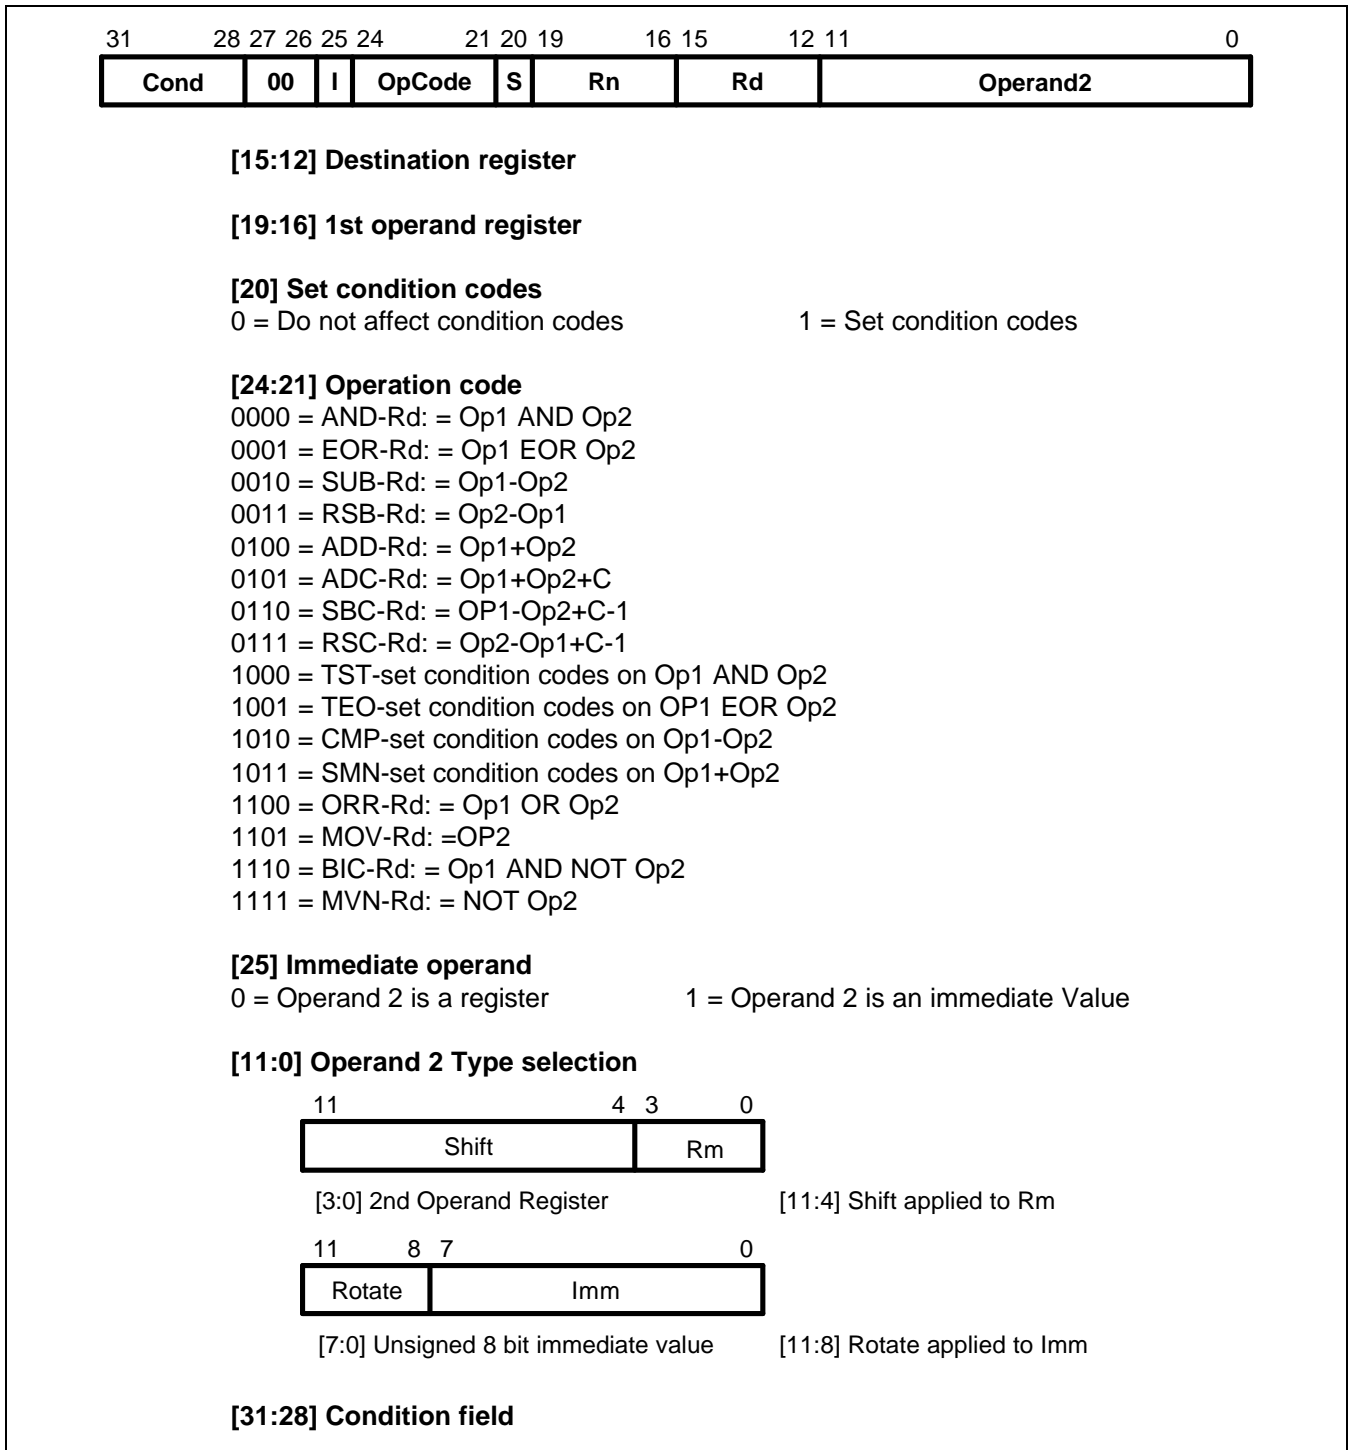 31 28 27 26 25 24 21 20 19 16 15 12 11 0
Cond 00 I OpCode S Rn Rd Operand2
[15:12] Destination register
[19:16] 1st operand register
[20] Set condition codes
0 = Do not affect condition codes 1 = Set condition codes
[24:21] Operation code
0000 = AND-Rd: = Op1 AND Op2
0001 = EOR-Rd: = Op1 EOR Op2
0010 = SUB-Rd: = Op1-Op2
0011 = RSB-Rd: = Op2-Op1
0100 = ADD-Rd: = Op1+Op2
0101 = ADC-Rd: = Op1+Op2+C
0110 = SBC-Rd: = OP1-Op2+C-1
0111 = RSC-Rd: = Op2-Op1+C-1
1000 = TST-set condition codes on Op1 AND Op2
1001 = TEO-set condition codes on OP1 EOR Op2
1010 = CMP-set condition codes on Op1-Op2
1011 = SMN-set condition codes on Op1+Op2
1100 = ORR-Rd: = Op1 OR Op2
1101 = MOV-Rd: =OP2
1110 = BIC-Rd: = Op1 AND NOT Op2
1111 = MVN-Rd: = NOT Op2
[25] Immediate operand
0 = Operand 2 is a register 1 = Operand 2 is an immediate Value
[11:0] Operand 2 Type selection
11 4 3 0
Shift Rm
[3:0] 2nd Operand Register [11:4] Shift applied to Rm
11 8 7 0
Rotate Imm
[7:0] Unsigned 8 bit immediate value [11:8] Rotate applied to Imm
[31:28] Condition field